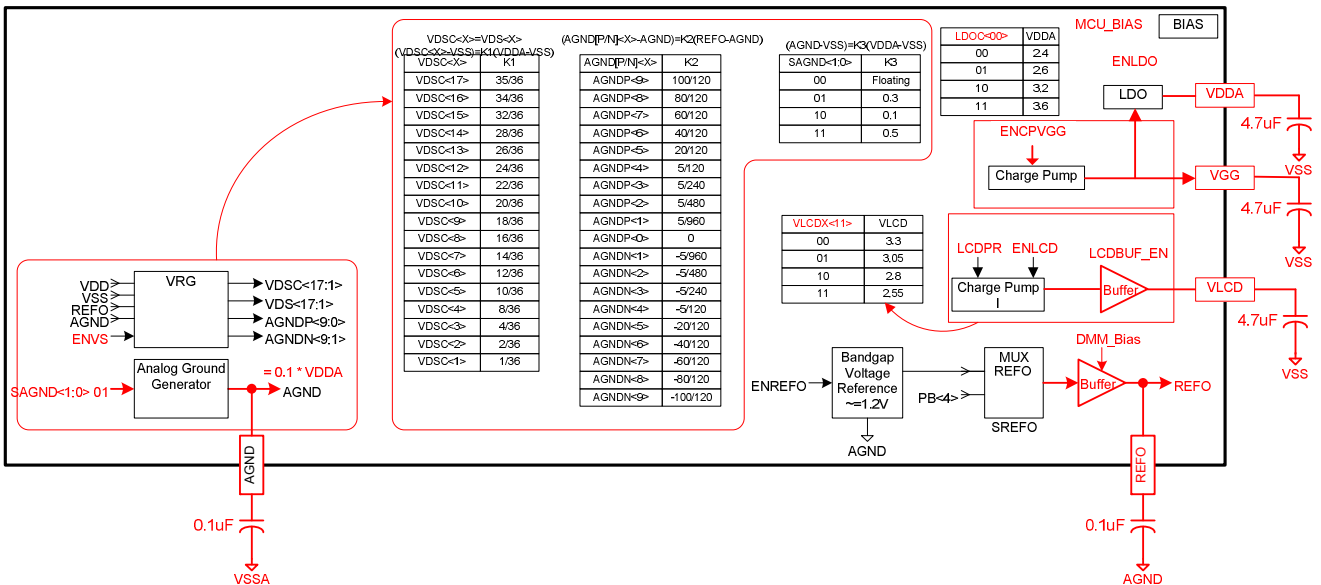 MCU_BIAS
BIAS
VDSC<X>=VDS<X>
(VDSC<X>-VSS)=K1(VDDA-VSS)
VDSC<X> K1
VDSC<17> 35/36
VDSC<16> 34/36
VDSC<15> 32/36
VDSC<14> 28/36
VDSC<13> 26/36
VDSC<12> 24/36
VDSC<11> 22/36
VDSC<10> 20/36
VDSC<9> 18/36
VDSC<8> 16/36
VDSC<7> 14/36
VDSC<6> 12/36
VDSC<5> 10/36
VDSC<4> 8/36
VDSC<3> 4/36
VDSC<2> 2/36
VDSC<1> 1/36
(AGND[P/N]<X>-AGND)=K2(REFO-AGND)
AGND[P/N]<X> K2
AGNDP<9> 100/120
AGNDP<8> 80/120
AGNDP<7> 60/120
AGNDP<6> 40/120
AGNDP<5> 20/120
AGNDP<4> 5/120
AGNDP<3> 5/240
AGNDP<2> 5/480
AGNDP<1> 5/960
AGNDP<0> 0
AGNDN<1> -5/960
AGNDN<2> -5/480
AGNDN<3> -5/240
AGNDN<4> -5/120
AGNDN<5> -20/120
AGNDN<6> -40/120
AGNDN<7> -60/120
AGNDN<8> -80/120
AGNDN<9> -100/120
(AGND-VSS)=K3(VDDA-VSS)
SAGND<1:0> K3
00 Floating
01 0.3
10 0.1
11 0.5
LDOC<00> VDDA
00 2.4
01 2.6
10 3.2
11 3.6
ENLDO
LDO
VDDA
4.7uF
VSS
ENCPVGG
Charge Pump
VGG
4.7uF
VSS
VLCDX<11> VLCD
00 3.3
01 3.05
10 2.8
11 2.55
LCDPR ENLCD
LCDBUF_EN
Charge Pump
I
Buffer
VLCD
4.7uF
VSS
VDD
VSS
REFO
AGND
ENVS
VRG
VDSC<17:1>
VDS<17:1>
AGNDP<9:0>
AGNDN<9:1>
SAGND<1:0> 01
Analog Ground
Generator
= 0.1 * VDDA
AGND
AGND
0.1uF
VSSA
ENREFO
Bandgap
Voltage
Reference
~=1.2V
AGND
PB<4>
MUX
REFO
SREFO
DMM_Bias
Buffer
REFO
REFO
0.1uF
AGND